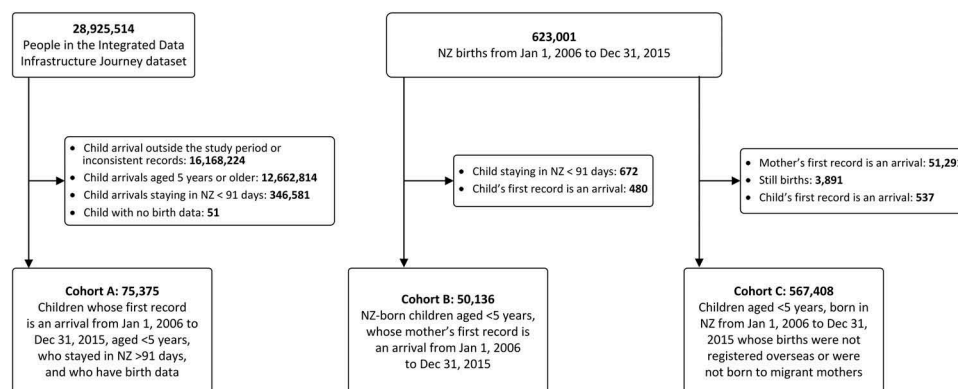 28,925,514
People in the Integrated Data
Infrastructure Journey dataset
623,001
NZ births from Jan 1, 2006 to Dec 31, 2015
• Child arrival outside the study period or
inconsistent records: 16,168,224
• Child arrivals aged 5 years or older: 12,662,814
• Child arrivals staying in NZ < 91 days: 346,581
• Child with no birth data: 51
• Child staying in NZ < 91 days: 672
• Child's first record is an arrival: 480
• Mother's first record is an arrival:
• Still births: 3,891
• Child's first record is an arrival: 537
Cohort A: 75,375
Children whose first record
is an arrival from Jan 1, 2006 to
Dec 31, 2015, aged <5 years,
who stayed in NZ >91 days,
and who have birth data
Cohort B: 50,136
NZ-born children aged <5 years,
whose mother's first record is
an arrival from Jan 1, 2006
to Dec 31, 2015
Cohort C: 567,408
Children aged <5 years, born in
NZ from Jan 1, 2006 to Dec 31,
2015 whose births were not
registered overseas or were
not born to migrant mothers